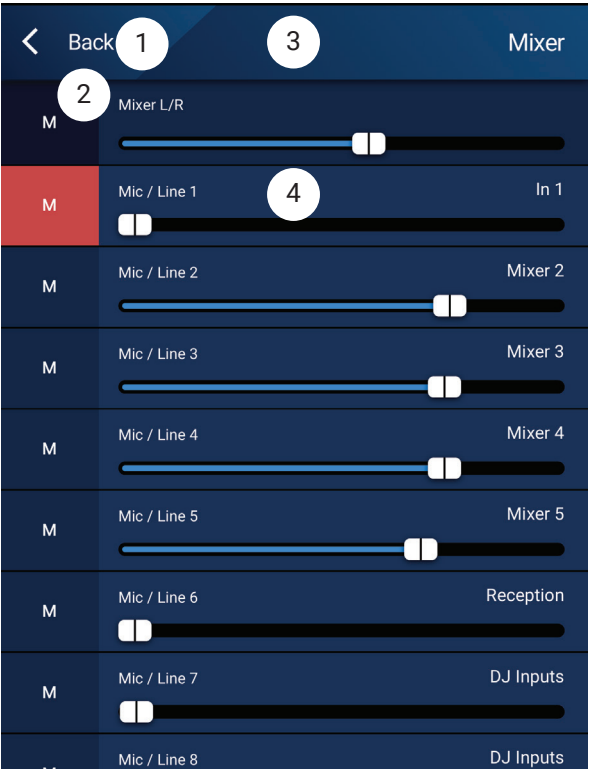 Back
1
3
Mixer
2
M
Mixer L/R
M
Mic / Line 1
4
In 1
M
Mic / Line 2
Mixer 2
M
Mic / Line 3
Mixer 3
M
Mic / Line 4
Mixer 4
M
Mic / Line 5
Mixer 5
M
Mic / Line 6
Reception
M
Mic / Line 7
DJ Inputs
M
Mic / Line 8
DJ Inputs